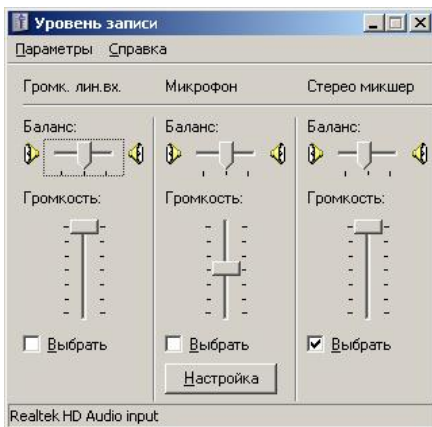 Уровень записи
Параметры Справка
Громк. лин.вх. Микрофон Стерео микшер
Баланс: Баланс: Баланс:
Громкость: Громкость: Громкость:
Выбрать Выбрать Выбрать
Настройка
Realtek HD Audio input